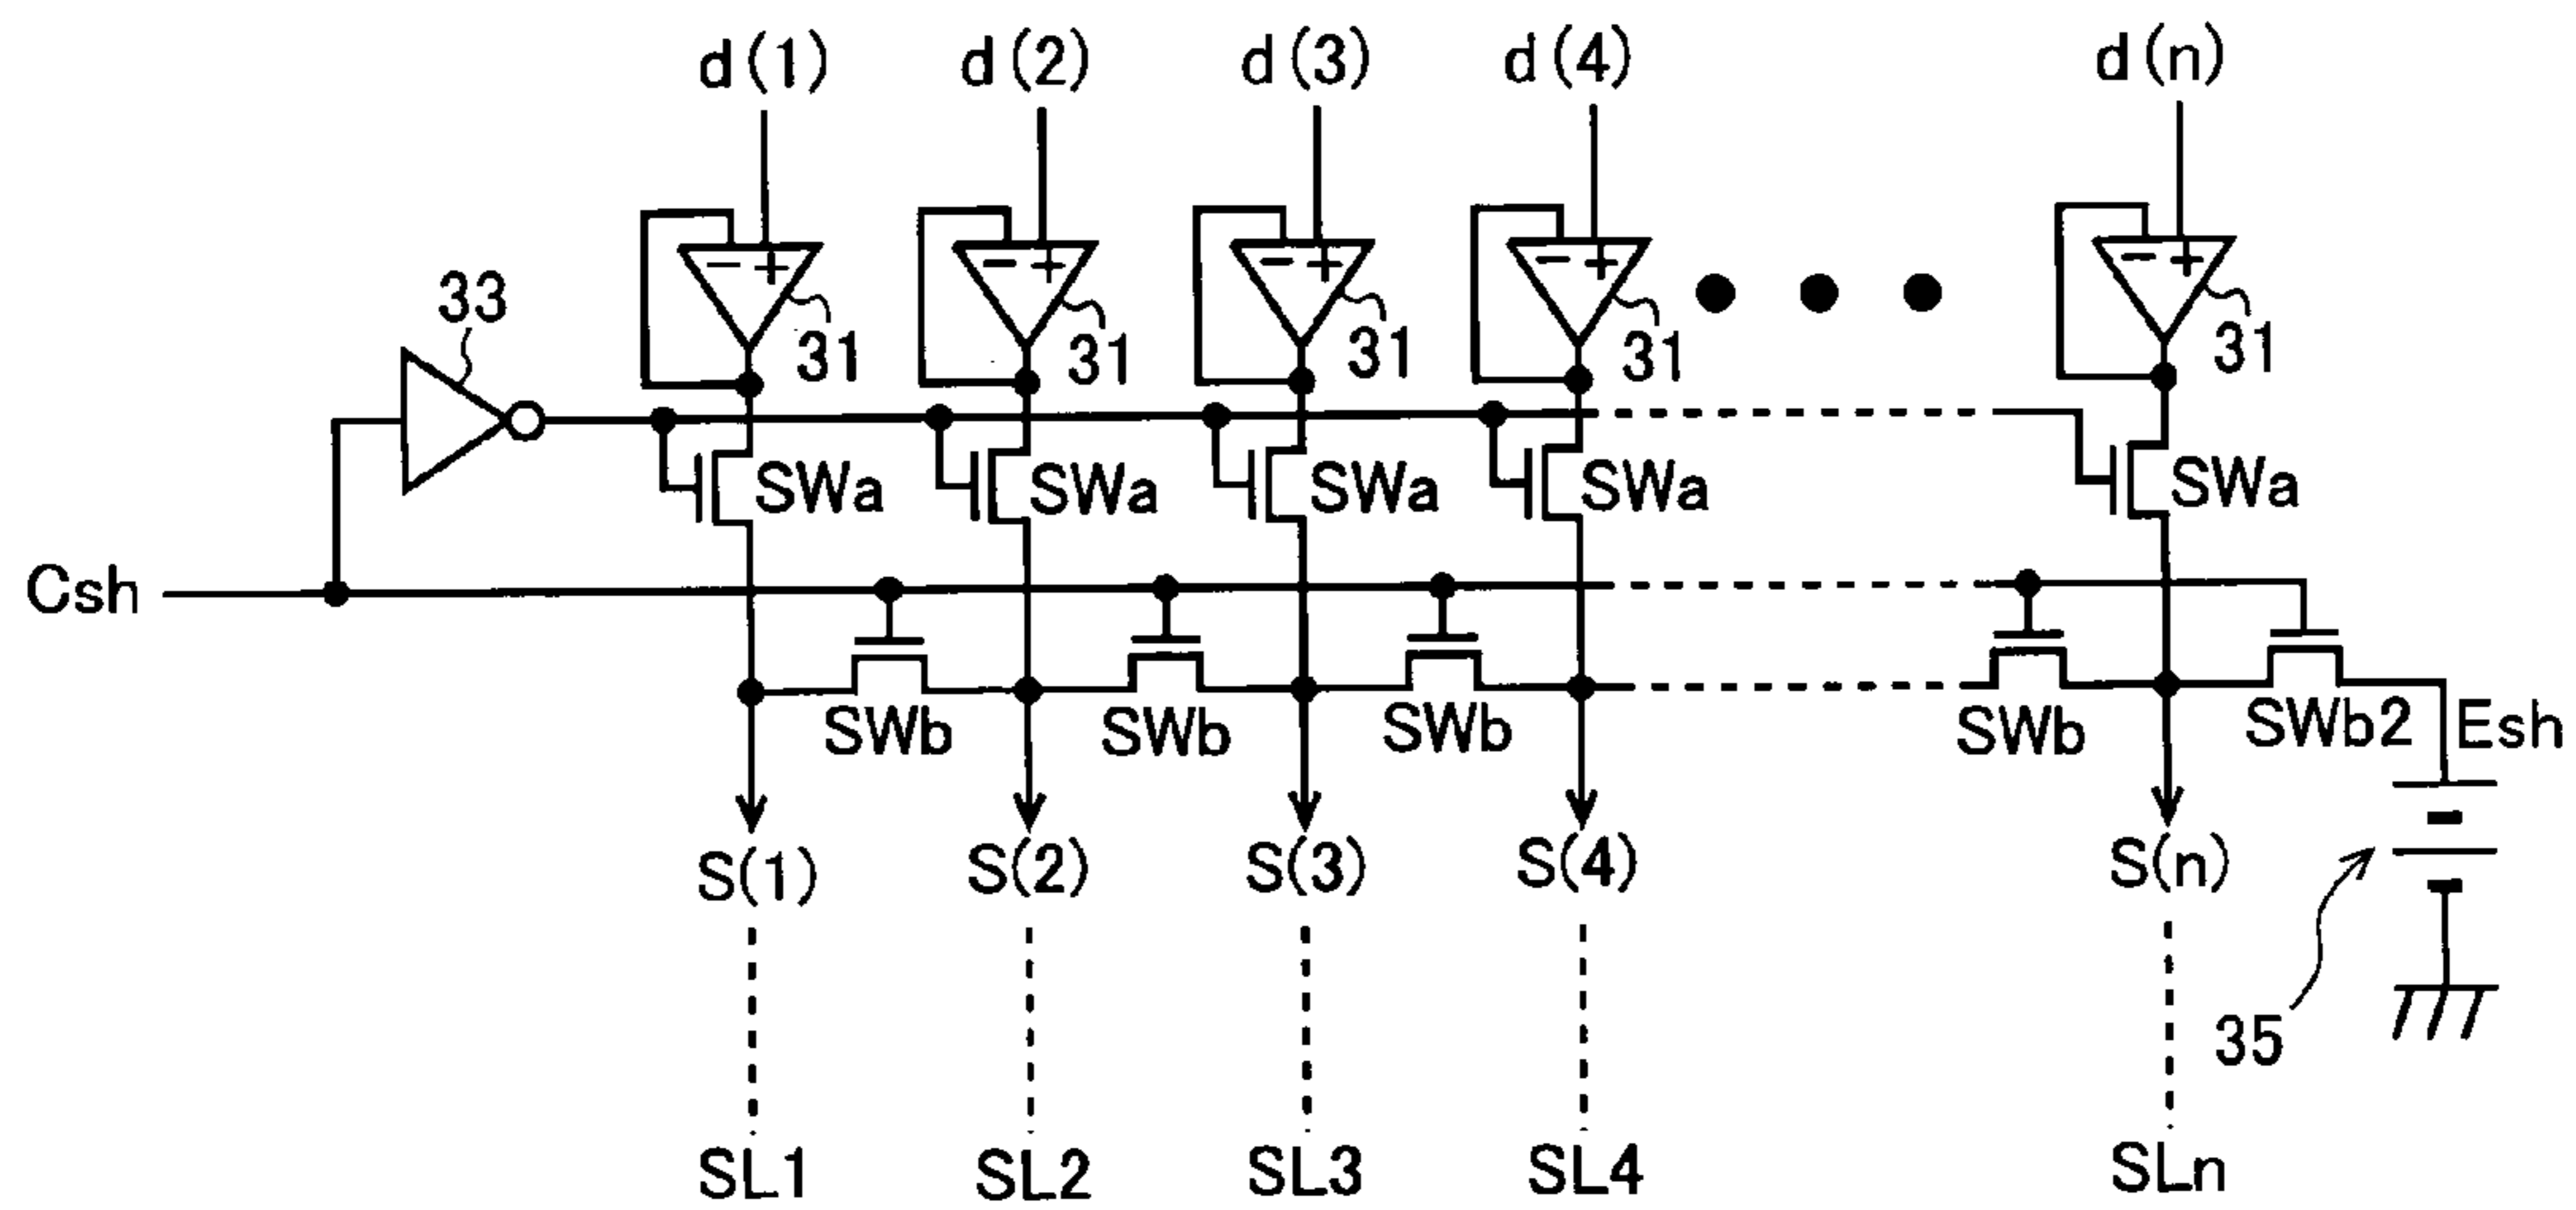 d(1) d(2) d(3) d(4) d(n)
33
- + - + - + - + - +
31 31 31 31 31
SWa SWa SWa SWa SWa
Csh
SWb SWb SWb SWb SWb2 Esh
S(1) S(2) S(3) S(4) S(n)
35
SL1 SL2 SL3 SL4 SLn